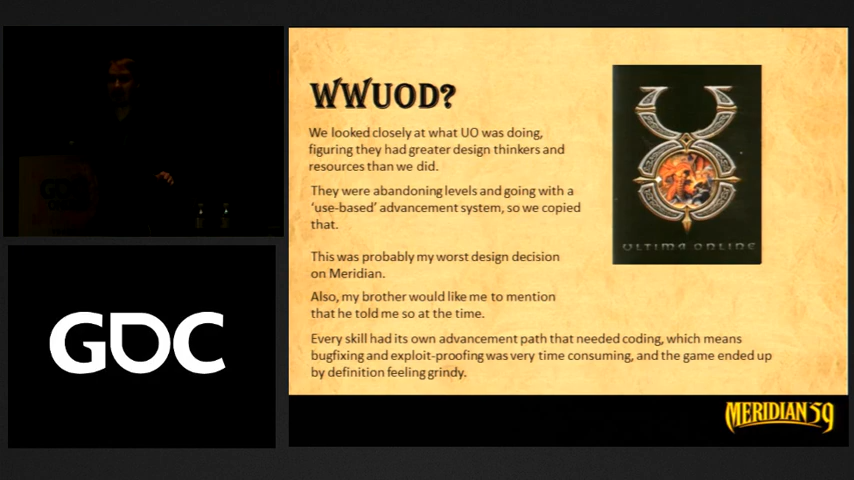 WWUOD?
We looked closely at what UO was doing,
figuring they had greater design thinkers and
resources than we did.
They were abandoning levels and going with a
'use-based' advancement system, so we copied
that.
This was probably my worst design decision
on Meridian.
Also, my brother would like me to mention
that he told me so at the time.
Every skill had its own advancement path that needed coding, which means
bugfixing and exploit-proofing was very time consuming, and the game ended up
by definition feeling grindy.
ULTIMA ONLINE
GDC
MERIDIAN 59